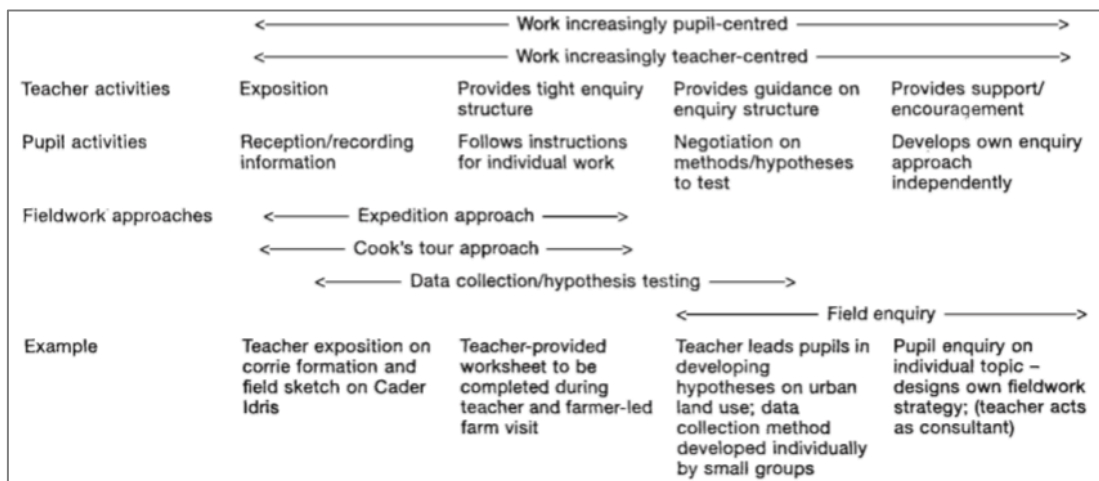 Work increasingly pupil-centred
Work increasingly teacher-centred
Teacher activities
Exposition
Provides tight enquiry
structure
Provides guidance on
enquiry structure
Provides support/
encouragement
Pupil activities
Reception/recording
information
Follows instructions
for individual work
Negotiation on
methods/hypotheses
to test
Develops own enquiry
approach
independently
Fieldwork approaches
Expedition approach
Cook's tour approach
Data collection/hypothesis testing
Field enquiry
Example
Teacher exposition on
corrie formation and
field sketch on Cader
Idris
Teacher-provided
worksheet to be
completed during
teacher and farmer-led
farm visit
Teacher leads pupils in
developing
hypotheses on urban
land use; data
collection method
developed individually
by small groups
Pupil enquiry on
individual topic –
designs own fieldwork
strategy; (teacher acts
as consultant)